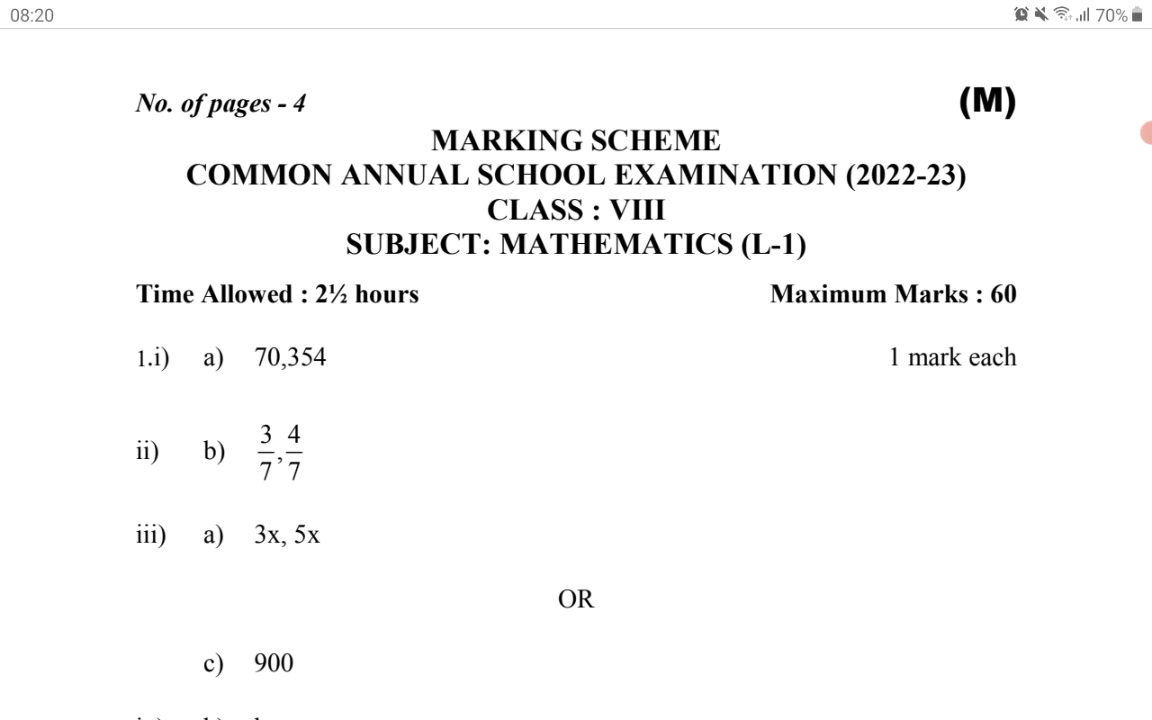 08:20 70%
No. of pages - 4 (M)
MARKING SCHEME
COMMON ANNUAL SCHOOL EXAMINATION (2022-23)
CLASS : VIII
SUBJECT: MATHEMATICS (L-1)
Time Allowed : 2½ hours Maximum Marks : 60
1.i) a) 70,354 1 mark each
ii) b) 3/7, 4/7
iii) a) 3x, 5x
OR
c) 900